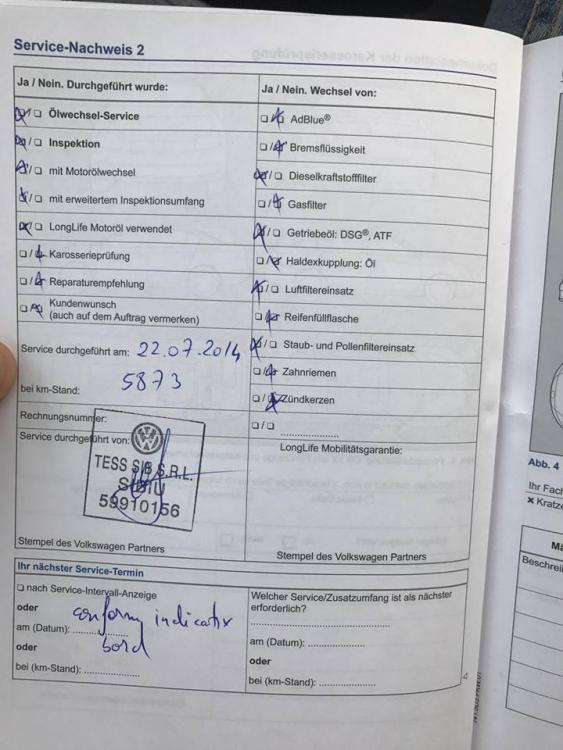 Service-Nachweis 2
Ja / Nein. Durchgeführt wurde:
Ölwechsel-Service
Inspektion
mit Motorölwechsel
mit erweitertem Inspektionsumfang
LongLife Motoröl verwendet
Karosserieprüfung
Reparaturempfehlung
Kundenwunsch
(auch auf dem Auftrag vermerken)
Service durchgeführt am: 22.07.2014
bei km-Stand: 5873
Rechnungsnummer:
Service durchgeführt von:
TESS SIB S.R.L.
SIBIU
59910156
Stempel des Volkswagen Partners
Ja / Nein. Wechsel von:
AdBlue®
Bremsflüssigkeit
Dieselkraftstofffilter
Gasfilter
Getriebeöl: DSG®, ATF
Haldexkupplung: Öl
Luftfiltereinsatz
Reifenfüllflasche
Staub- und Pollenfiltereinsatz
Zahnriemen
Zündkerzen
/
LongLife Mobilitätsgarantie:
Stempel des Volkswagen Partners
Ihr nächster Service-Termin
nach Service-Intervall-Anzeige
oder conform indicativ
am (Datum): bord
oder
bei (km-Stand):
Welcher Service/Zusatzumfang ist als nächster
erforderlich?
am (Datum):
oder
bei (km-Stand):
Abb. 4
Ihr Fach
x Kratze
Beschrei